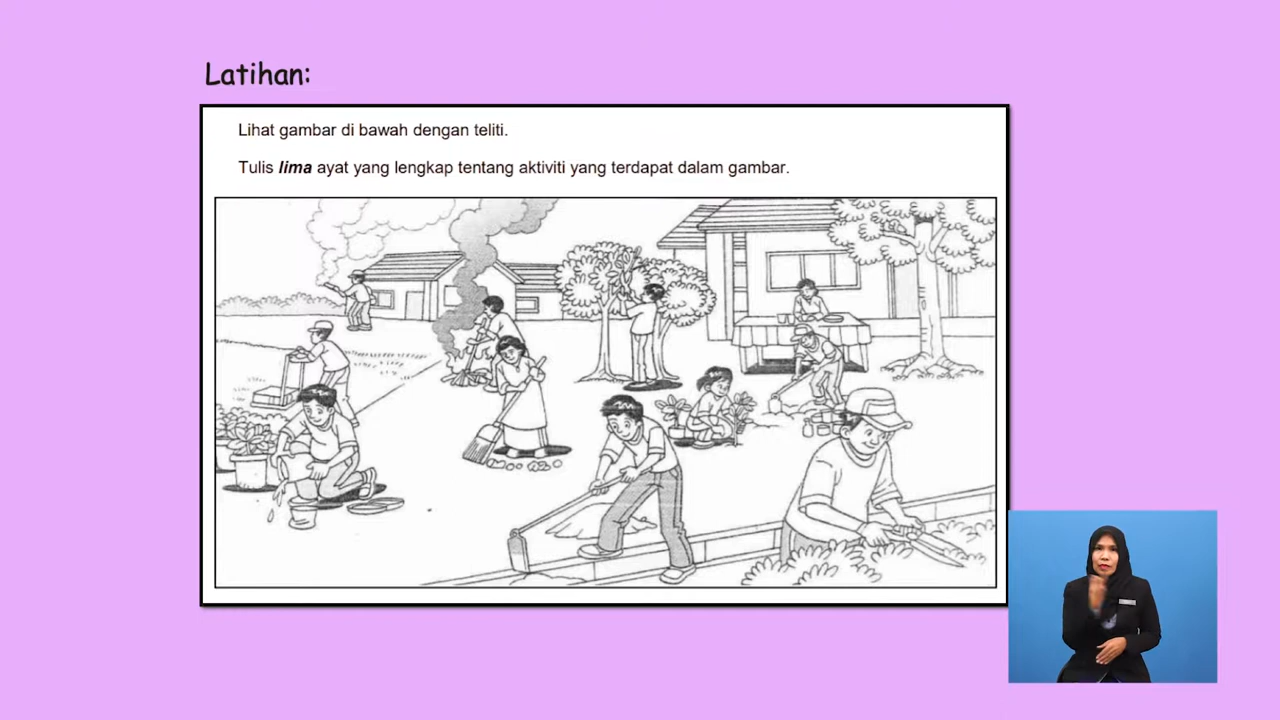 Latihan:
Lihat gambar di bawah dengan teliti.
Tulis lima ayat yang lengkap tentang aktiviti yang terdapat dalam gambar.